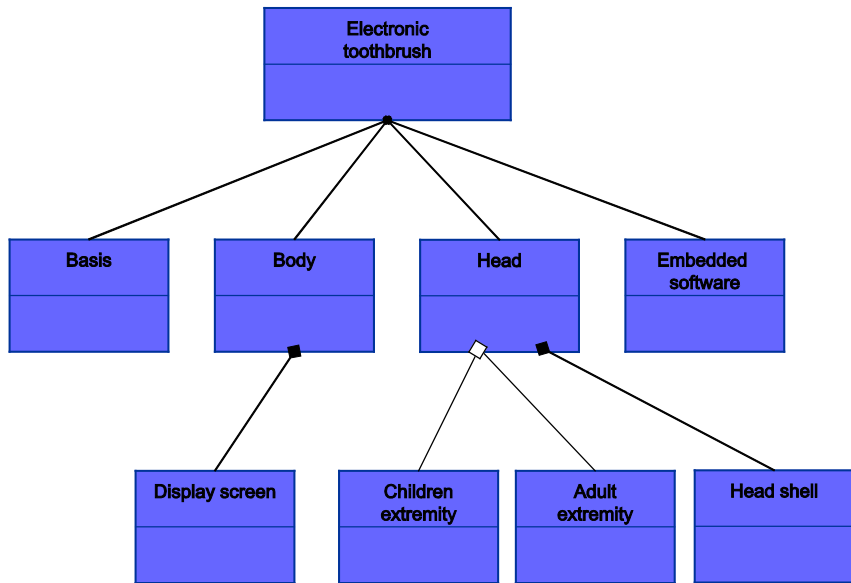 Electronic
toothbrush
Basis
Body
Head
Embedded
software
Display screen
Children
extremity
Adult
extremity
Head shell